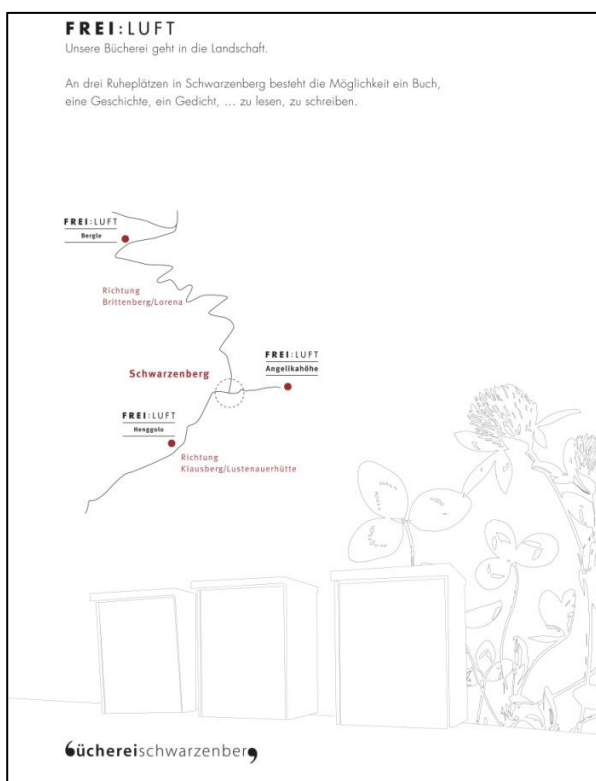 FREI:LUFT
Unsere Bücherei geht in die Landschaft.
An drei Ruheplätzen in Schwarzenberg besteht die Möglichkeit ein Buch,
eine Geschichte, ein Gedicht, ... zu lesen, zu schreiben.
FREI:LUFT
Bergle
Richtung
Brittenberg/Lorena
Schwarzenberg
FREI:LUFT
Angelikahöhe
FREI:LUFT
Henggolo
Richtung
Klausberg/Lustenauerhütte
büchereischwarzenberg